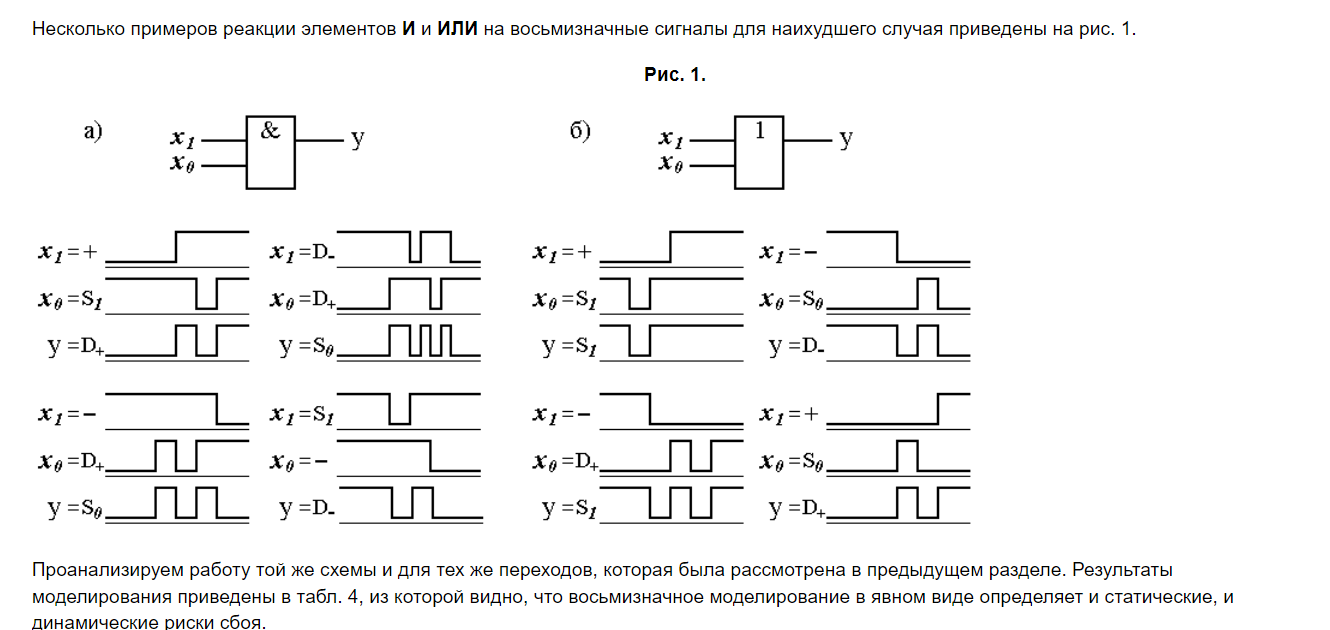 Несколько примеров реакции элементов И и ИЛИ на восьмизначные сигналы для наихудшего случая приведены на рис. 1.
Рис. 1.
а) x1 x0 & y
б) x1 x0 1 y
x1=+ x1=D- x1=+ x1=−
x0=S1 x0=D+ x0=S1 x0=S0
y=D+ y=S0 y=S1 y=D-
x1=− x1=S1 x1=− x1=+
x0=D+ x0=− x0=D+ x0=S0
y=S0 y=D- y=S1 y=D+
Проанализируем работу той же схемы и для тех же переходов, которая была рассмотрена в предыдущем разделе. Результаты
моделирования приведены в табл. 4, из которой видно, что восьмизначное моделирование в явном виде определяет и статические, и
динамические риски сбоя.